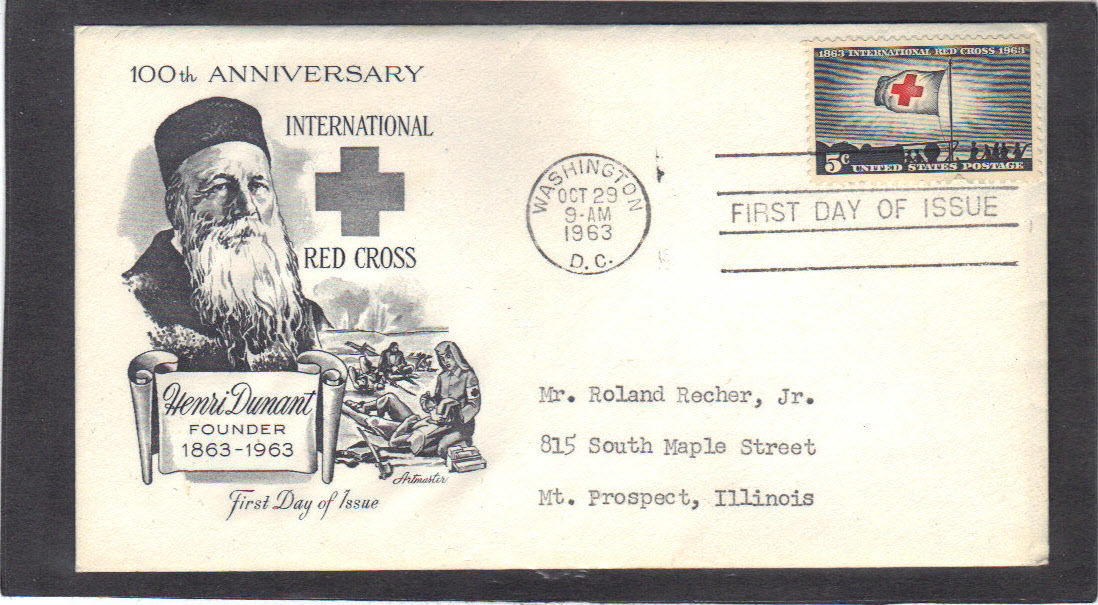 100th ANNIVERSARY
INTERNATIONAL
RED CROSS
Henri Dunant
FOUNDER
1863-1963
Artmaster
First Day of Issue
WASHINGTON
OCT 29
9-AM
1963
D.C.
1863 INTERNATIONAL RED CROSS 1963
5c
UNITED STATES POSTAGE
FIRST DAY OF ISSUE
Mr. Roland Recher, Jr.
815 South Maple Street
Mt. Prospect, Illinois